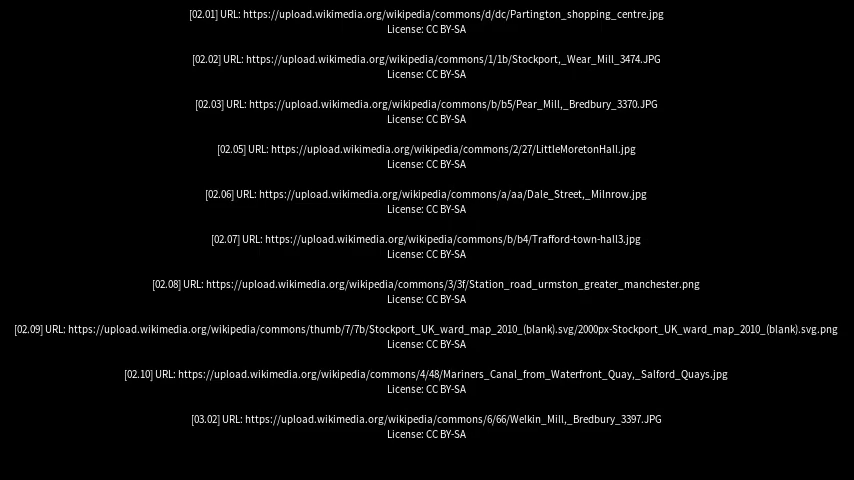 [02.01] URL: https://upload.wikimedia.org/wikipedia/commons/d/dc/Partington_shopping_centre.jpg
License: CC BY-SA
[02.02] URL: https://upload.wikimedia.org/wikipedia/commons/1/1b/Stockport,_Wear_Mill_3474.JPG
License: CC BY-SA
[02.03] URL: https://upload.wikimedia.org/wikipedia/commons/b/b5/Pear_Mill,_Bredbury_3370.JPG
License: CC BY-SA
[02.05] URL: https://upload.wikimedia.org/wikipedia/commons/2/27/LittleMoretonHall.jpg
License: CC BY-SA
[02.06] URL: https://upload.wikimedia.org/wikipedia/commons/a/aa/Dale_Street,_Milnrow.jpg
License: CC BY-SA
[02.07] URL: https://upload.wikimedia.org/wikipedia/commons/b/b4/Trafford-town-hall3.jpg
License: CC BY-SA
[02.08] URL: https://upload.wikimedia.org/wikipedia/commons/3/3f/Station_road_urmston_greater_manchester.png
License: CC BY-SA
[02.09] URL: https://upload.wikimedia.org/wikipedia/commons/thumb/7/7b/Stockport_UK_ward_map_2010_(blank).svg/2000px-Stockport_UK_ward_map_2010_(blank).svg.png
License: CC BY-SA
[02.10] URL: https://upload.wikimedia.org/wikipedia/commons/4/48/Mariners_Canal_from_Waterfront_Quay,_Salford_Quays.jpg
License: CC BY-SA
[03.02] URL: https://upload.wikimedia.org/wikipedia/commons/6/66/Welkin_Mill,_Bredbury_3397.JPG
License: CC BY-SA